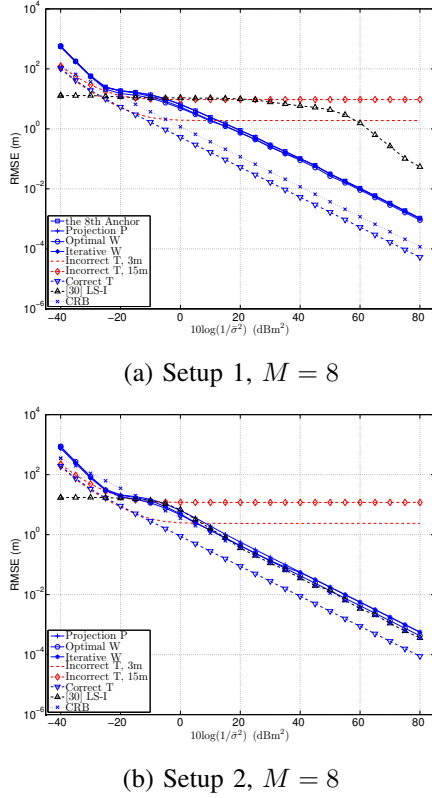 10^4
10^2
10^0
10^−2
10^−4
10^−6
RMSE (m)
the 8th Anchor
Projection P
Optimal W
Iterative W
Incorrect T, 3m
Incorrect T, 15m
Correct T
[30] LS-I
CRB
−40 −20 0 20 40 60 80
10log(1/σ̄²) (dBm²)
(a) Setup 1, M = 8
10^4
10^2
10^0
10^−2
10^−4
10^−6
RMSE (m)
Projection P
Optimal W
Iterative W
Incorrect T, 3m
Incorrect T, 15m
Correct T
[30] LS-I
CRB
−40 −20 0 20 40 60 80
10log(1/σ̄²) (dBm²)
(b) Setup 2, M = 8